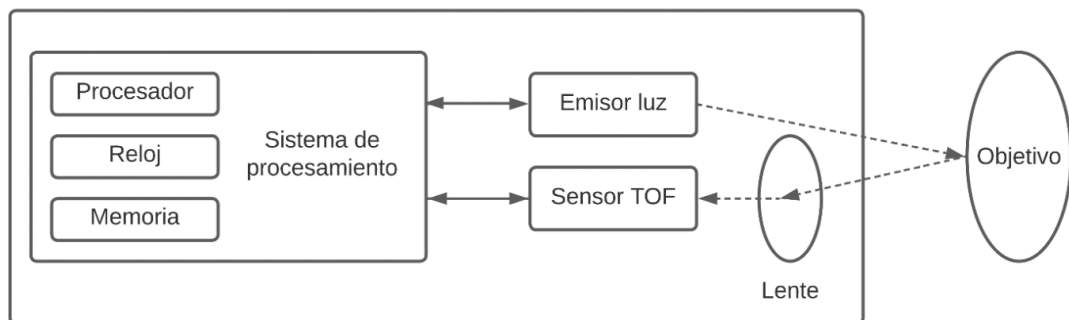 Procesador
Reloj
Memoria
Sistema de
procesamiento
Emisor luz
Sensor TOF
Lente
Objetivo